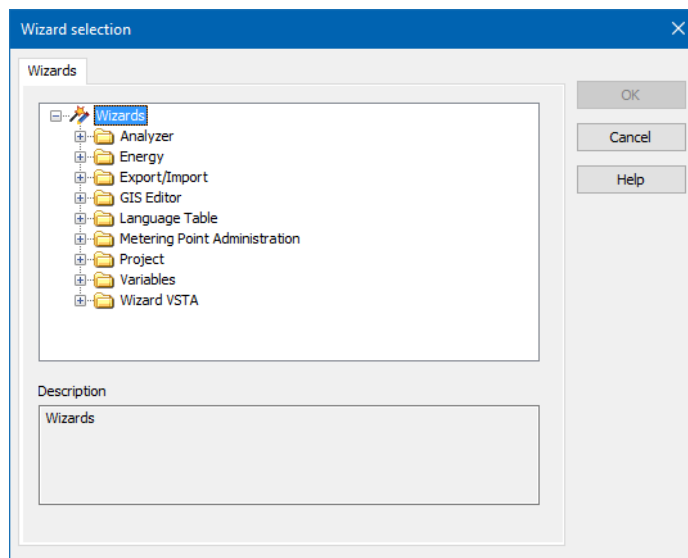 Wizard selection
Wizards
Wizards
Analyzer
Energy
Export/Import
GIS Editor
Language Table
Metering Point Administration
Project
Variables
Wizard VSTA
OK
Cancel
Help
Description
Wizards